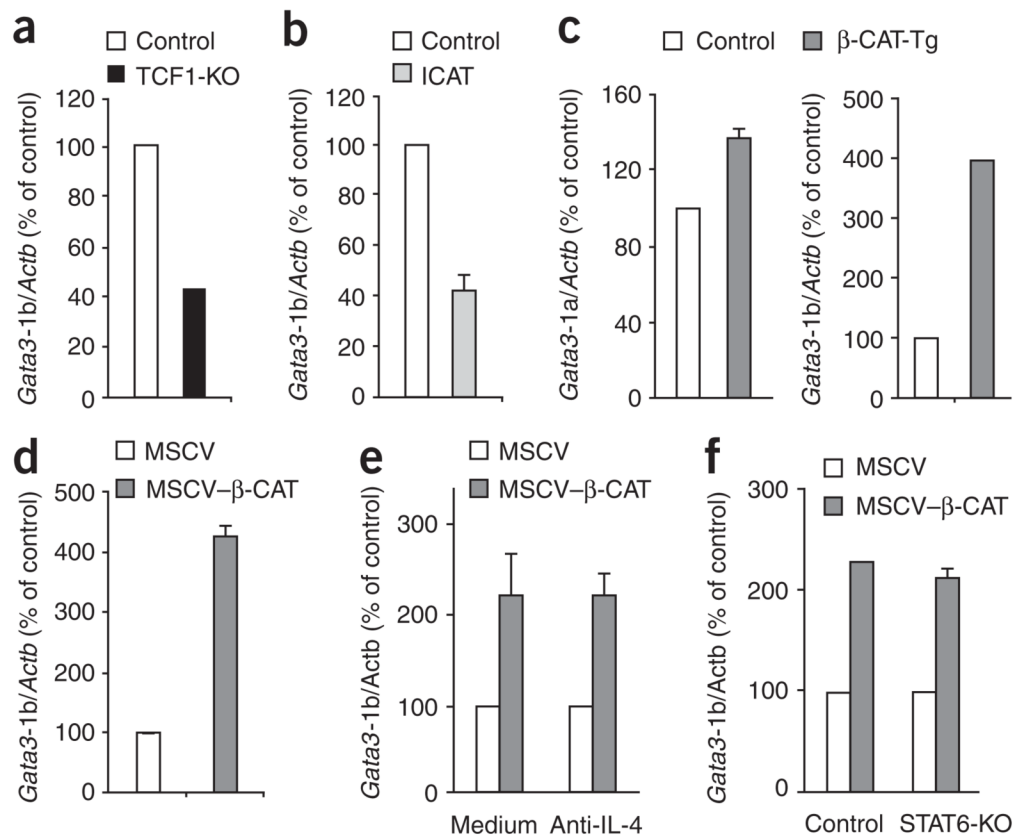 a
Control
TCF1-KO
Gata3-1b/Actb (% of control)
120
100
80
60
40
20
0
b
Control
ICAT
Gata3-1b/Actb (% of control)
120
100
80
60
40
20
0
c
Control
β-CAT-Tg
Gata3-1a/Actb (% of control)
160
120
80
40
0
Gata3-1b/Actb (% of control)
500
400
300
200
100
0
d
MSCV
MSCV–β-CAT
Gata3-1b/Actb (% of control)
500
400
300
200
100
0
e
MSCV
MSCV–β-CAT
Gata3-1b/Actb (% of control)
300
200
100
0
Medium Anti-IL-4
f
MSCV
MSCV–β-CAT
Gata3-1b/Actb (% of control)
300
200
100
0
Control STAT6-KO